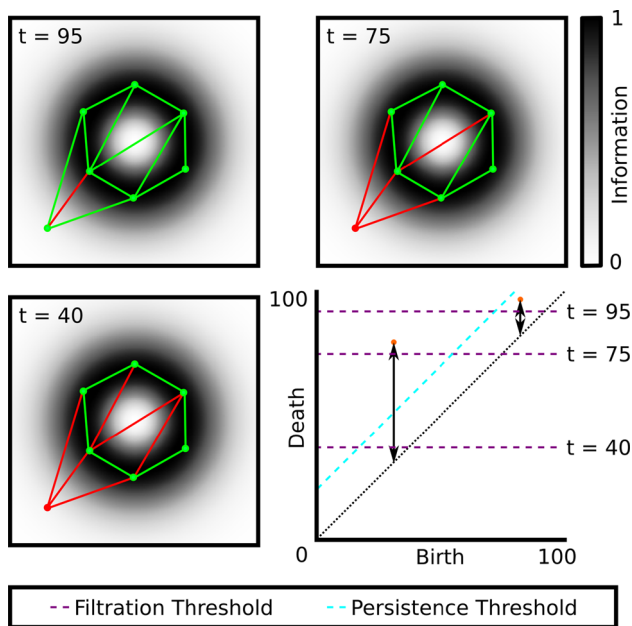 t = 95
t = 75
1
Information
0
t = 40
100
Death
t = 95
t = 75
t = 40
0
Birth
100
Filtration Threshold
Persistence Threshold